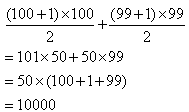 (100+1)×100/2 + (99+1)×99/2
=101×50+50×99
=50×(100+1+99)
=10000